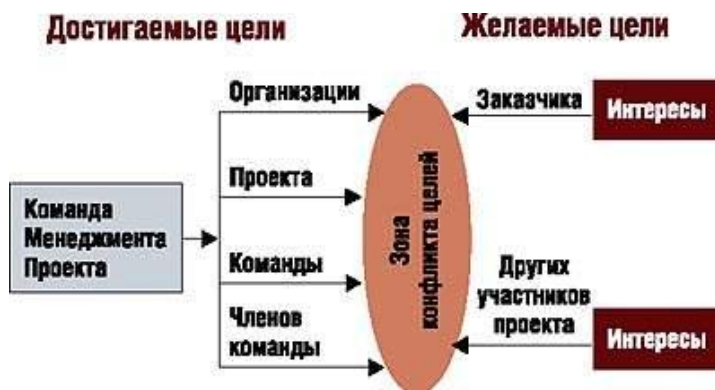 Достигаемые цели
Желаемые цели
Организации
Проекта
Команды
Членов
команды
Команда
Менеджмента
Проекта
Зона
конфликта целей
Заказчика
Интересы
Других
участников
проекта
Интересы